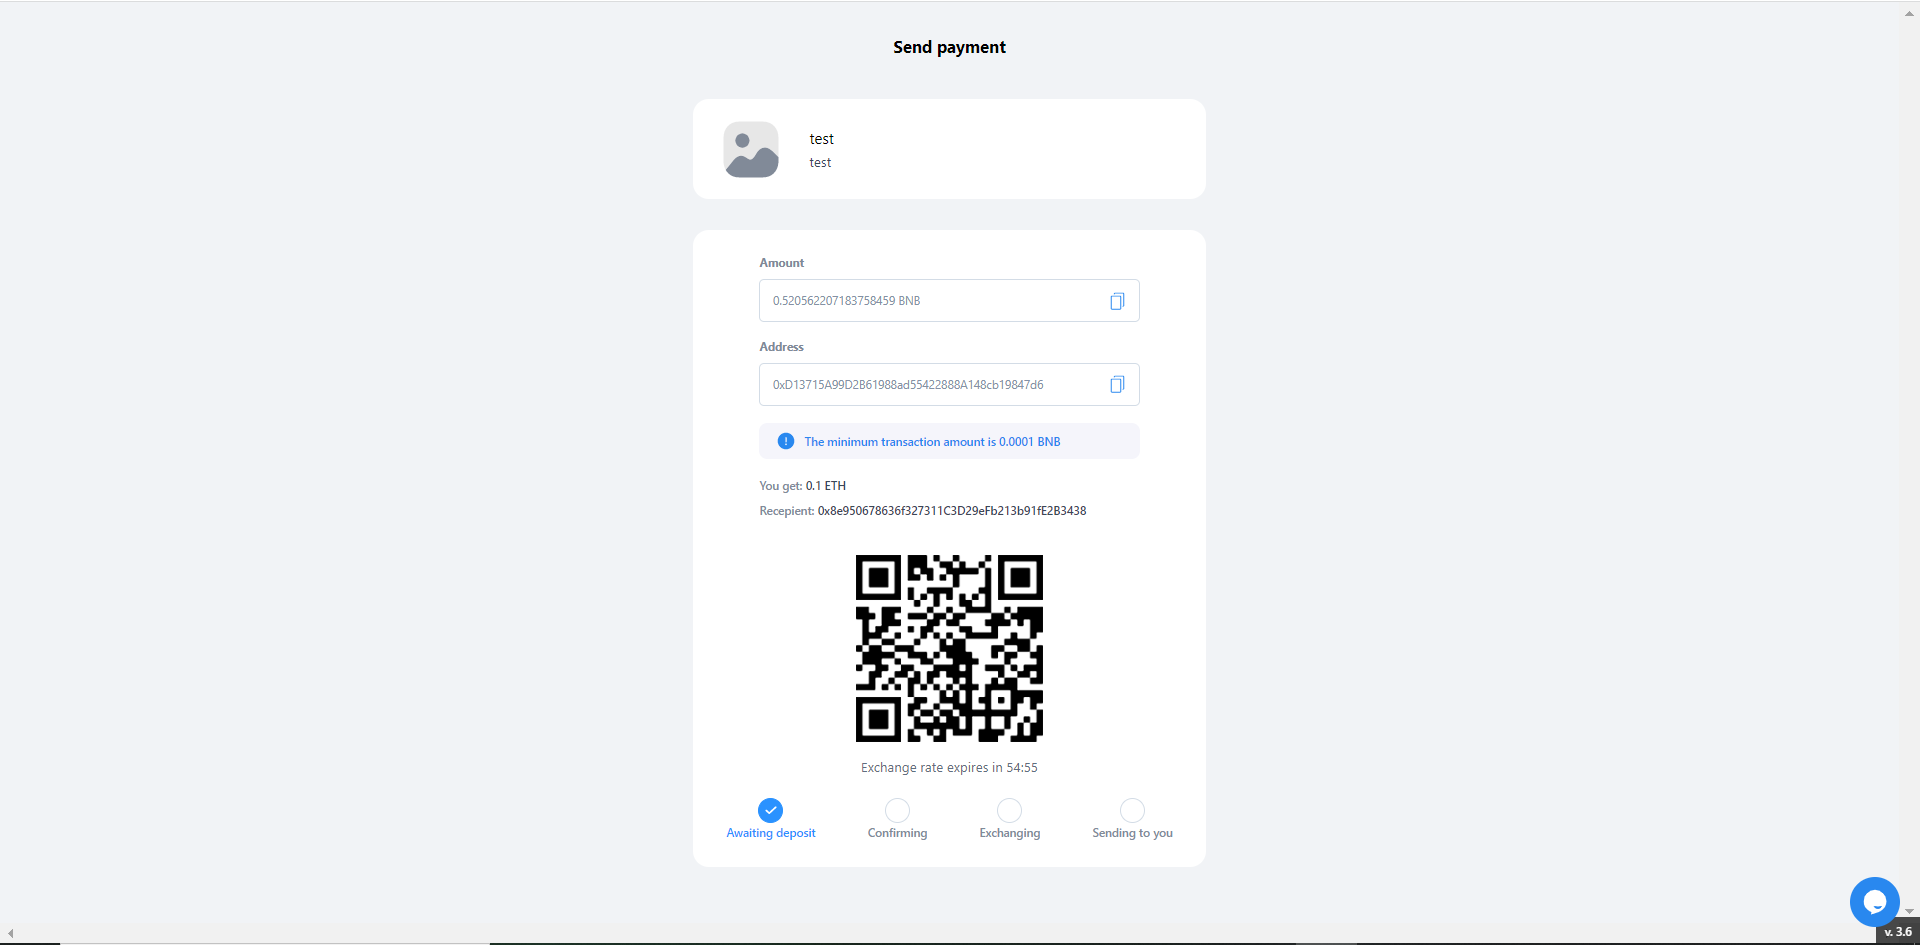 Send payment
test
test
Amount
0.520562207183758459 BNB
Address
0xD13715A99D2B61988ad55422888A148cb19847d6
The minimum transaction amount is 0.0001 BNB
You get: 0.1 ETH
Recepient: 0x8e950678636f327311C3D29eFb213b91fE2B3438
Exchange rate expires in 54:55
Awaiting deposit
Confirming
Exchanging
Sending to you
v. 3.6